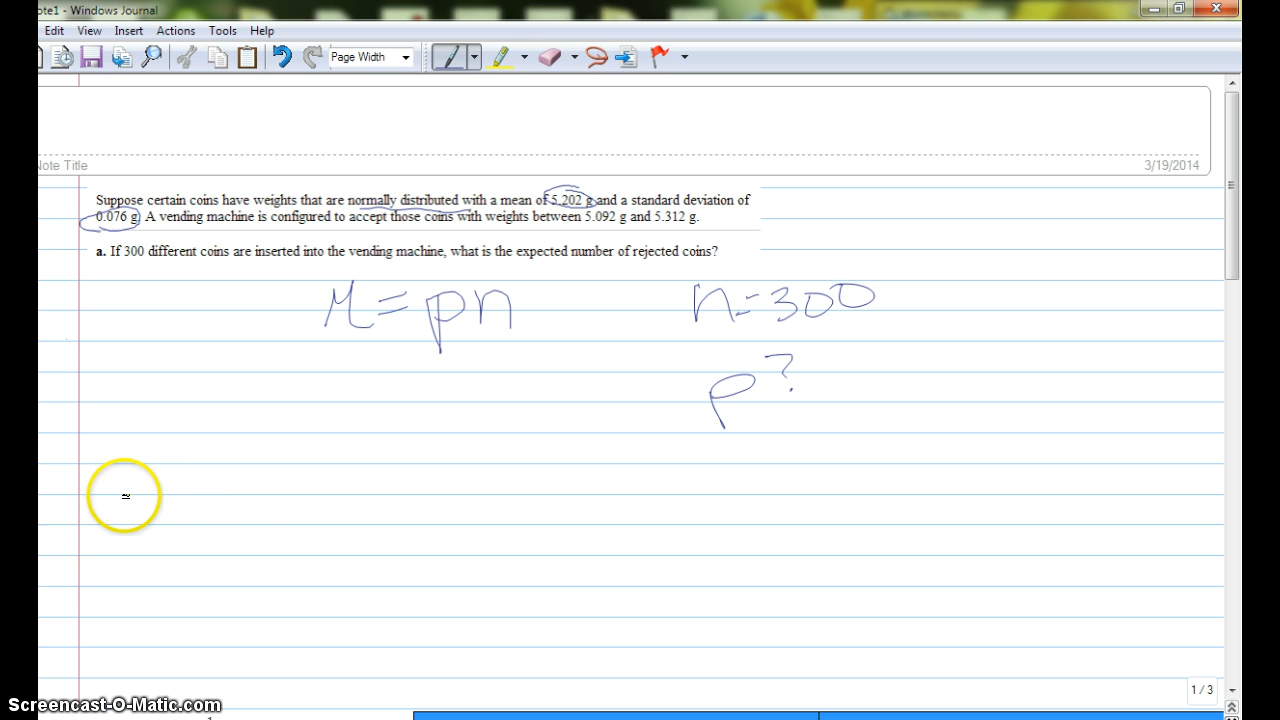 ote1 - Windows Journal
Edit View Insert Actions Tools Help
Page Width
Note Title
3/19/2014
Suppose certain coins have weights that are normally distributed with a mean of 5.202 g and a standard deviation of
0.076 g. A vending machine is configured to accept those coins with weights between 5.092 g and 5.312 g.
a. If 300 different coins are inserted into the vending machine, what is the expected number of rejected coins?
μ = pn n = 300
p ?
1 / 3
Screencast-O-Matic.com